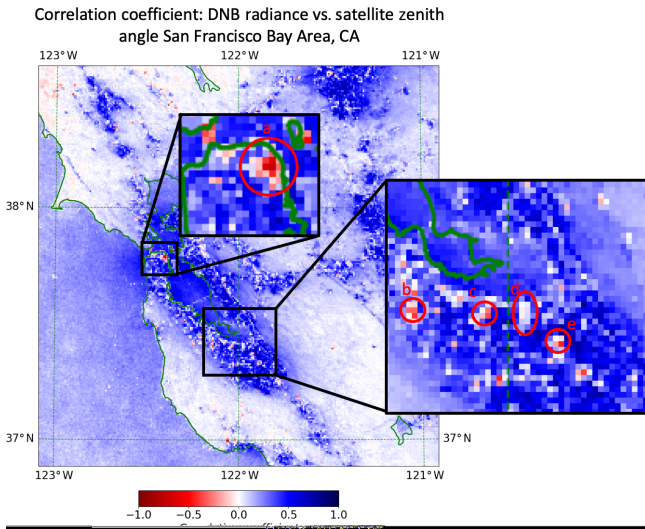 Correlation coefficient: DNB radiance vs. satellite zenith
angle San Francisco Bay Area, CA
123°W 122°W 121°W
a
38°N
b c d e
37°N 37°N
123°W 122°W 121°W
−1.0 −0.5 0.0 0.5 1.0